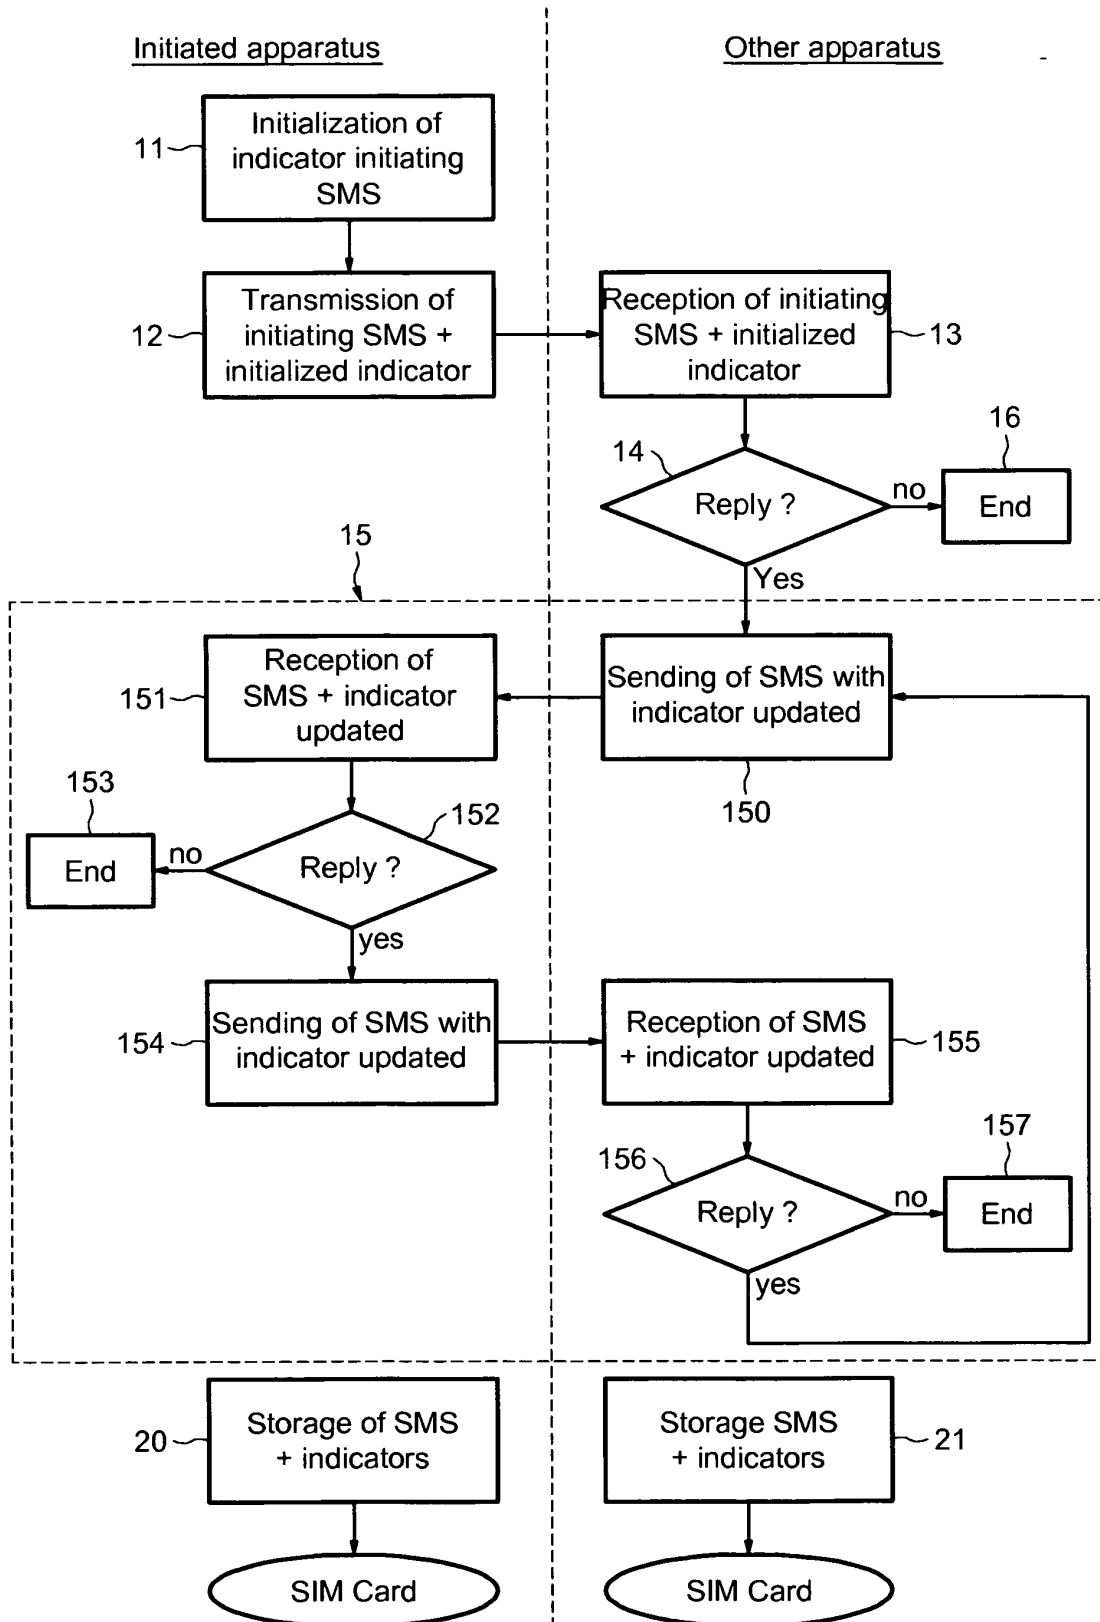 Initiated apparatus
Other apparatus
Initialization of
indicator initiating
SMS
11
Transmission of
initiating SMS +
initialized indicator
12
Reception of initiating
SMS + initialized
indicator
13
14
Reply ?
no
16
End
Yes
15
Sending of SMS with
indicator updated
150
Reception of
SMS + indicator
updated
151
152
Reply ?
no
153
End
yes
Sending of SMS with
indicator updated
154
Reception of SMS
+ indicator updated
155
156
Reply ?
no
157
End
yes
Storage of SMS
+ indicators
20
Storage SMS
+ indicators
21
SIM Card
SIM Card